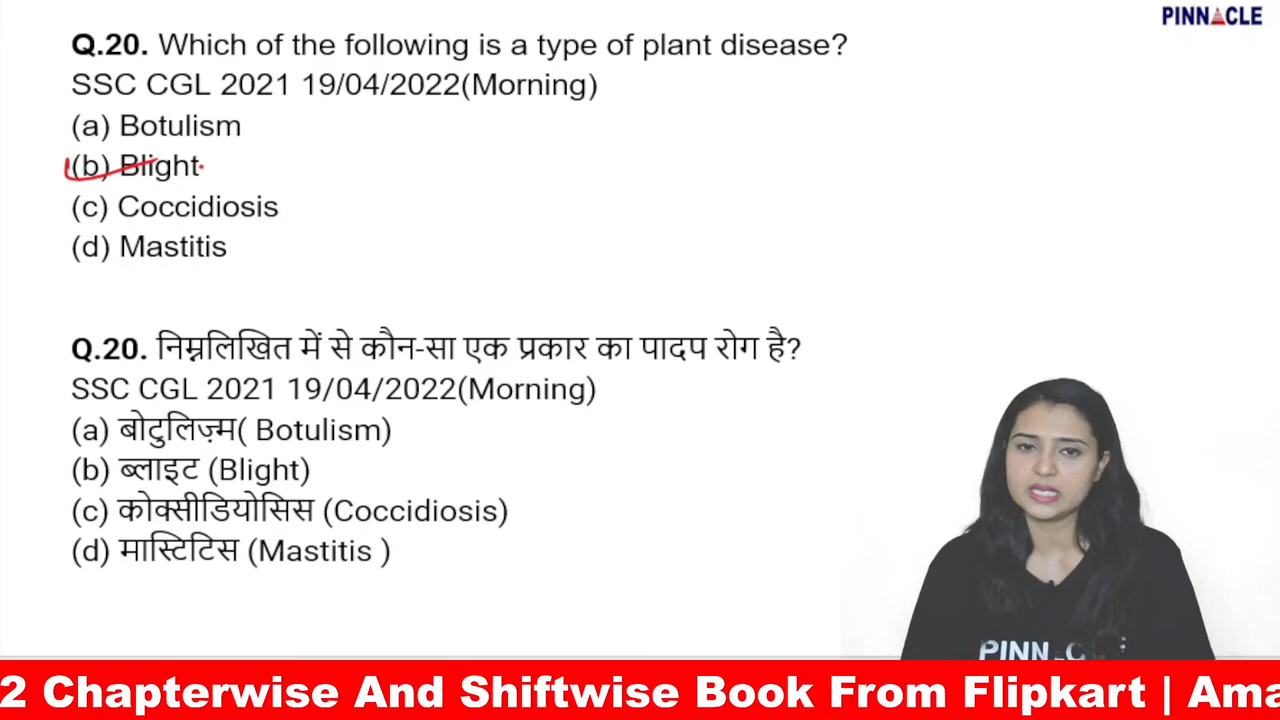 PINNACLE
Q.20. Which of the following is a type of plant disease?
SSC CGL 2021 19/04/2022(Morning)
(a) Botulism
(b) Blight
(c) Coccidiosis
(d) Mastitis
Q.20. निम्नलिखित में से कौन-सा एक प्रकार का पादप रोग है?
SSC CGL 2021 19/04/2022(Morning)
(a) बोटुलिज़्म( Botulism)
(b) ब्लाइट (Blight)
(c) कोक्सीडियोसिस (Coccidiosis)
(d) मास्टिटिस (Mastitis )
2 Chapterwise And Shiftwise Book From Flipkart |